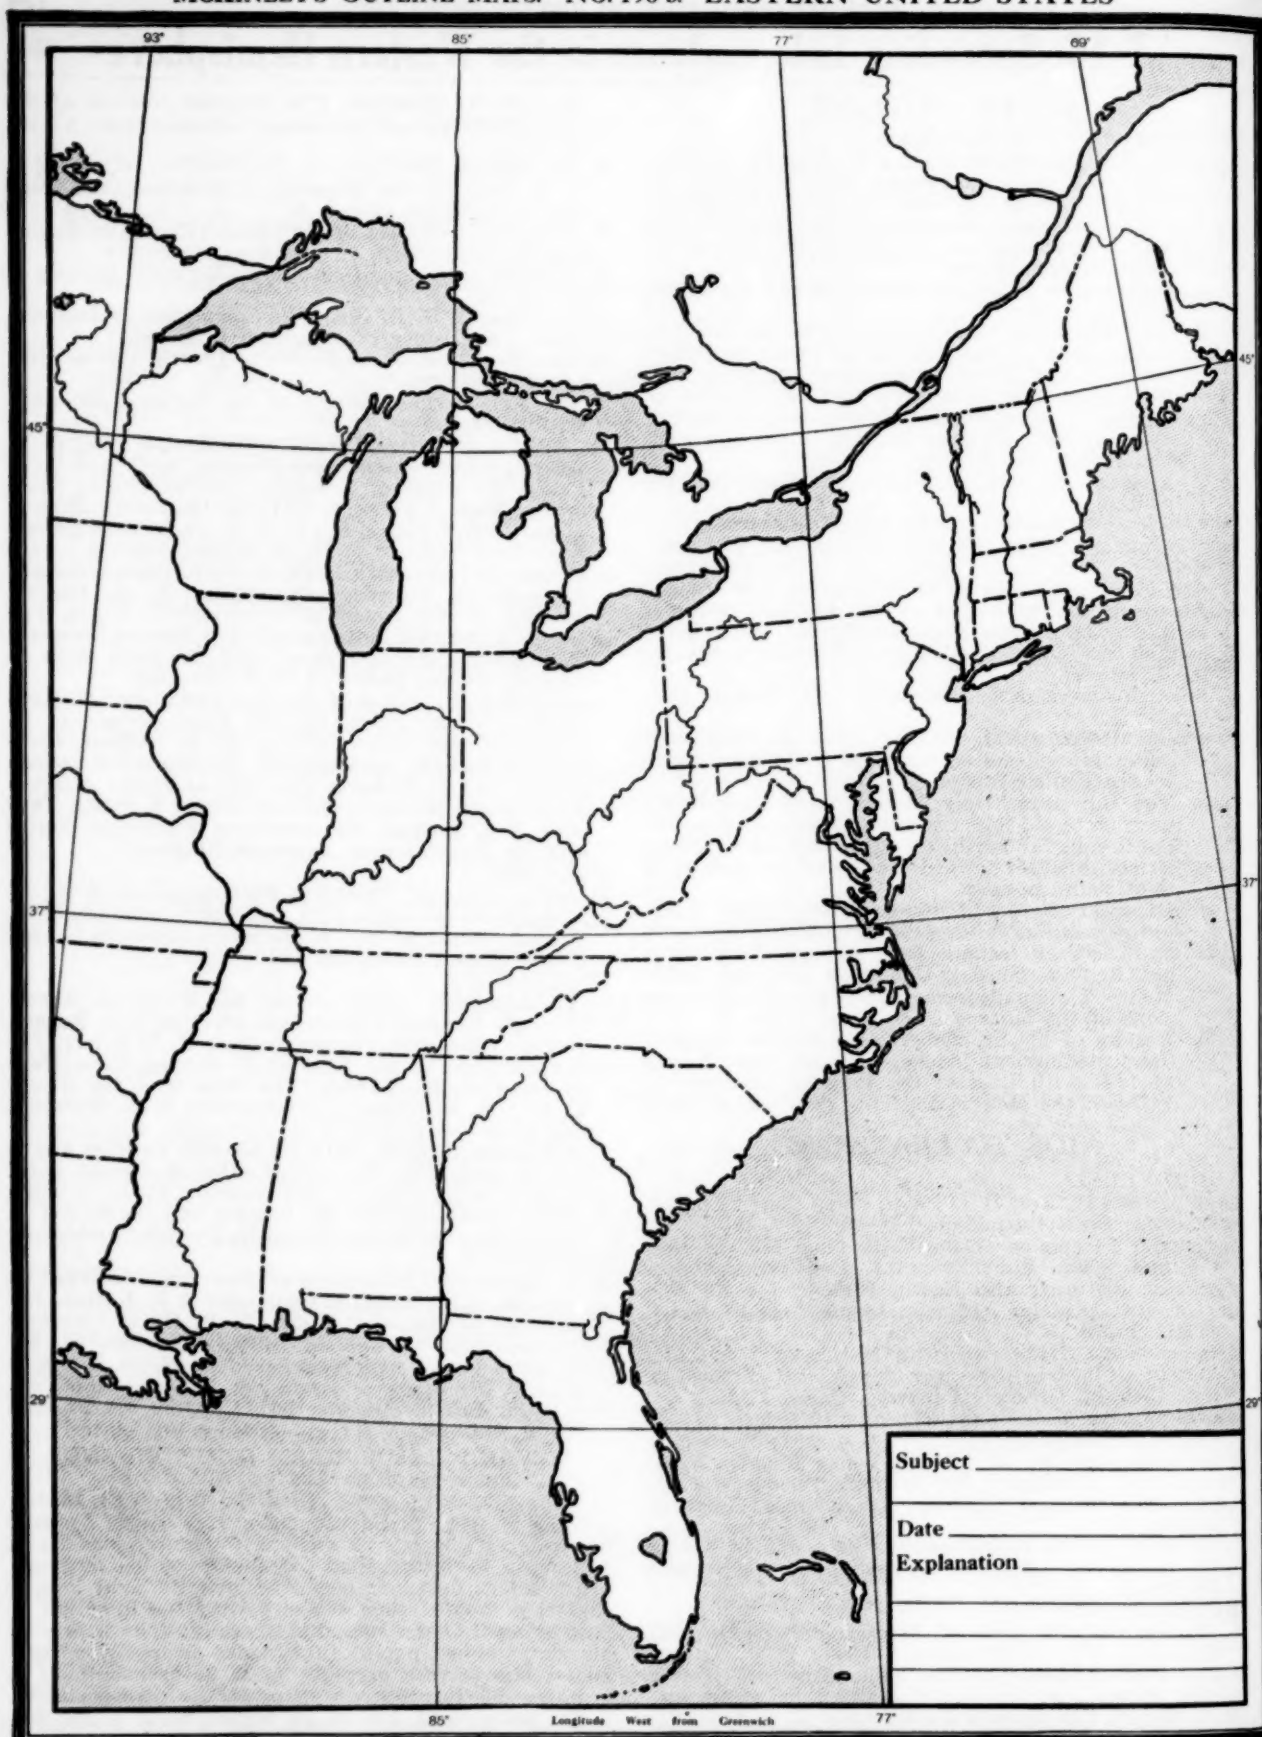 EASTERN UNITED STATES
93° 85° 77° 69°
45° 45°
37° 37°
29° 29°
Subject
Date
Explanation
85° 77°
Longitude West from Greenwich